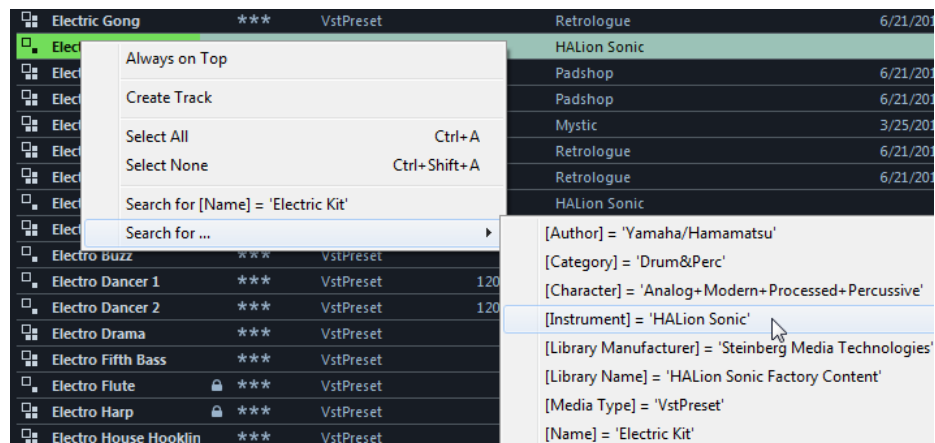 Electric Gong *** VstPreset Retrologue 6/21/201
Elect HALion Sonic
Elect Padshop 6/21/201
Elect Padshop 6/21/201
Elect Mystic 3/25/201
Elect Retrologue 6/21/201
Elect Retrologue 6/21/201
Elect HALion Sonic
Elect
Always on Top
Create Track
Select All Ctrl+A
Select None Ctrl+Shift+A
Search for [Name] = 'Electric Kit'
Search for ...
[Author] = 'Yamaha/Hamamatsu'
[Category] = 'Drum&Perc'
[Character] = 'Analog+Modern+Processed+Percussive'
[Instrument] = 'HALion Sonic'
[Library Manufacturer] = 'Steinberg Media Technologies'
[Library Name] = 'HALion Sonic Factory Content'
[Media Type] = 'VstPreset'
[Name] = 'Electric Kit'
Electro Buzz *** VstPreset
Electro Dancer 1 *** VstPreset 120
Electro Dancer 2 *** VstPreset 120
Electro Drama *** VstPreset
Electro Fifth Bass *** VstPreset
Electro Flute *** VstPreset
Electro Harp *** VstPreset
Electro House Hooklin *** VstPreset